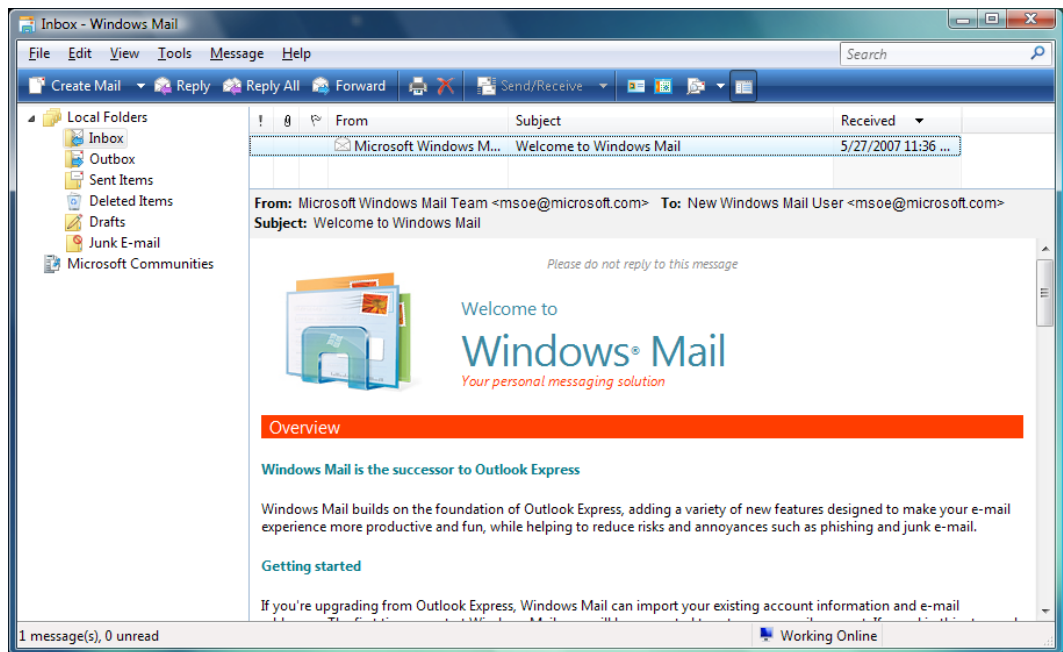 Inbox - Windows Mail
File Edit View Tools Message Help
Search
Create Mail Reply Reply All Forward Send/Receive
Local Folders
Inbox
Outbox
Sent Items
Deleted Items
Drafts
Junk E-mail
Microsoft Communities
! From Subject Received
Microsoft Windows M... Welcome to Windows Mail 5/27/2007 11:36 ...
From: Microsoft Windows Mail Team <msoe@microsoft.com> To: New Windows Mail User <msoe@microsoft.com>
Subject: Welcome to Windows Mail
Please do not reply to this message
Welcome to
Windows® Mail
Your personal messaging solution
Overview
Windows Mail is the successor to Outlook Express
Windows Mail builds on the foundation of Outlook Express, adding a variety of new features designed to make your e-mail
experience more productive and fun, while helping to reduce risks and annoyances such as phishing and junk e-mail.
Getting started
If you're upgrading from Outlook Express, Windows Mail can import your existing account information and e-mail
1 message(s), 0 unread
Working Online